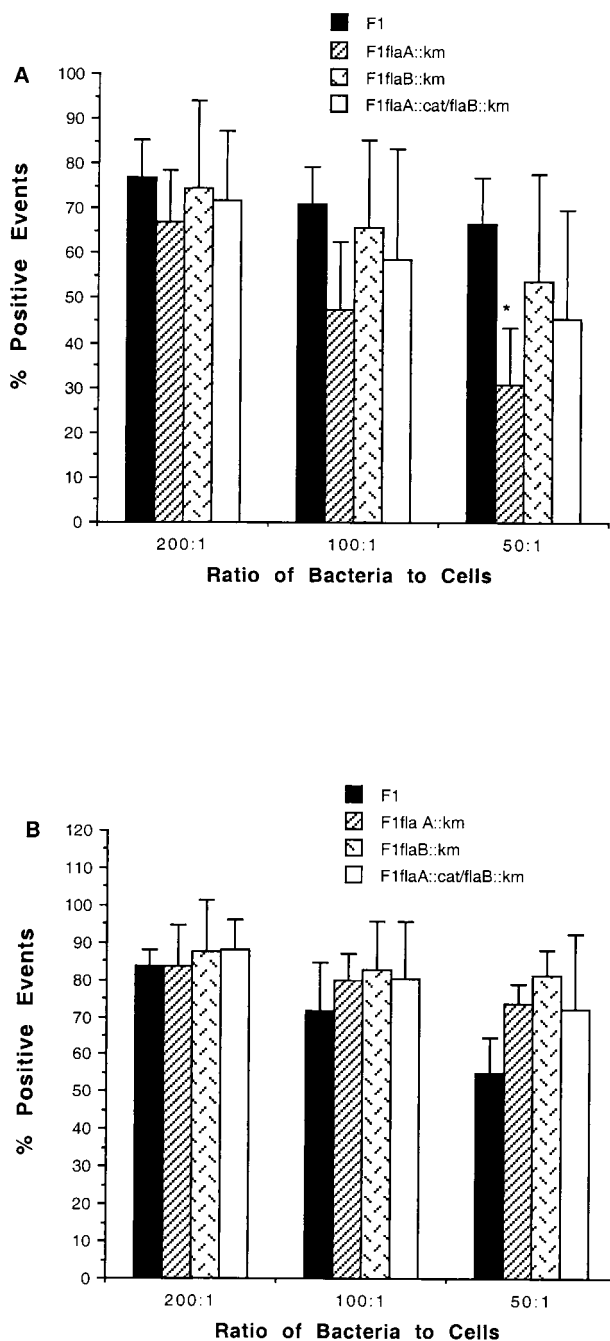 F1
F1flaA::km
F1flaB::km
F1flaA::cat/flaB::km
A
100
90
80
70
60
50
40
30
20
10
0
% Positive Events
*
200:1 100:1 50:1
Ratio of Bacteria to Cells
F1
F1fla A::km
F1flaB::km
F1flaA::cat/flaB::km
B
120
110
100
90
80
70
60
50
40
30
20
10
0
% Positive Events
200:1 100:1 50:1
Ratio of Bacteria to Cells